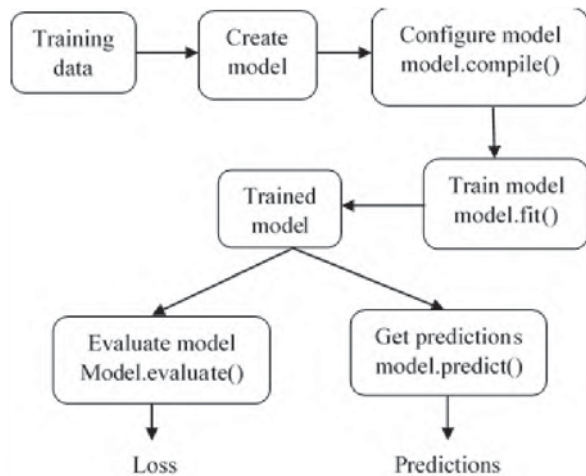 Training
data
Create
model
Configure model
model.compile()
Train model
model.fit()
Trained
model
Evaluate model
Model.evaluate()
Get predictions
model.predict()
Loss
Predictions